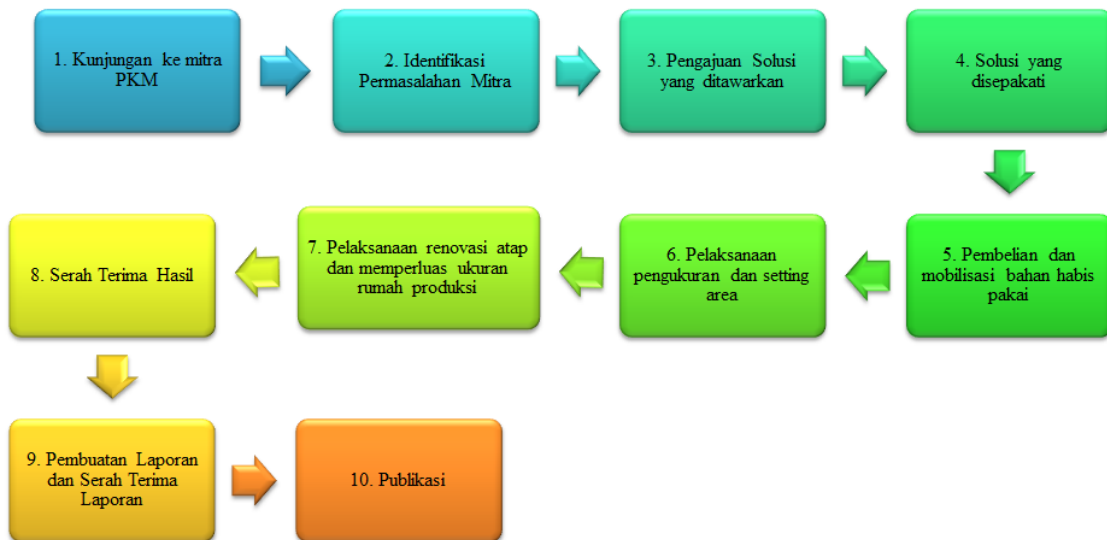 1. Kunjungan ke mitra
PKM
2. Identifikasi
Permasalahan Mitra
3. Pengajuan Solusi
yang ditawarkan
4. Solusi yang
disepakati
5. Pembelian dan
mobilisasi bahan habis
pakai
6. Pelaksanaan
pengukuran dan setting
area
7. Pelaksanaan renovasi atap
dan memperluas ukuran
rumah produksi
8. Serah Terima Hasil
9. Pembuatan Laporan
dan Serah Terima
Laporan
10. Publikasi